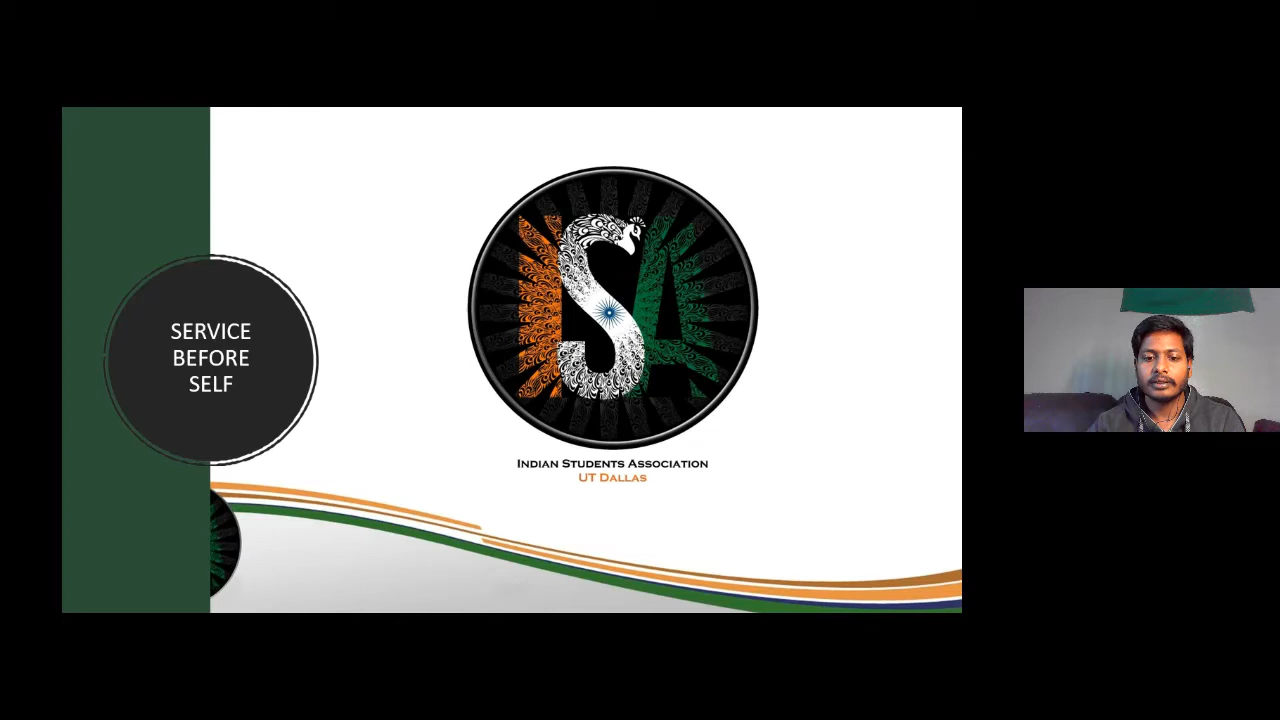 SERVICE
BEFORE
SELF
ISA
INDIAN STUDENTS ASSOCIATION
UT DALLAS